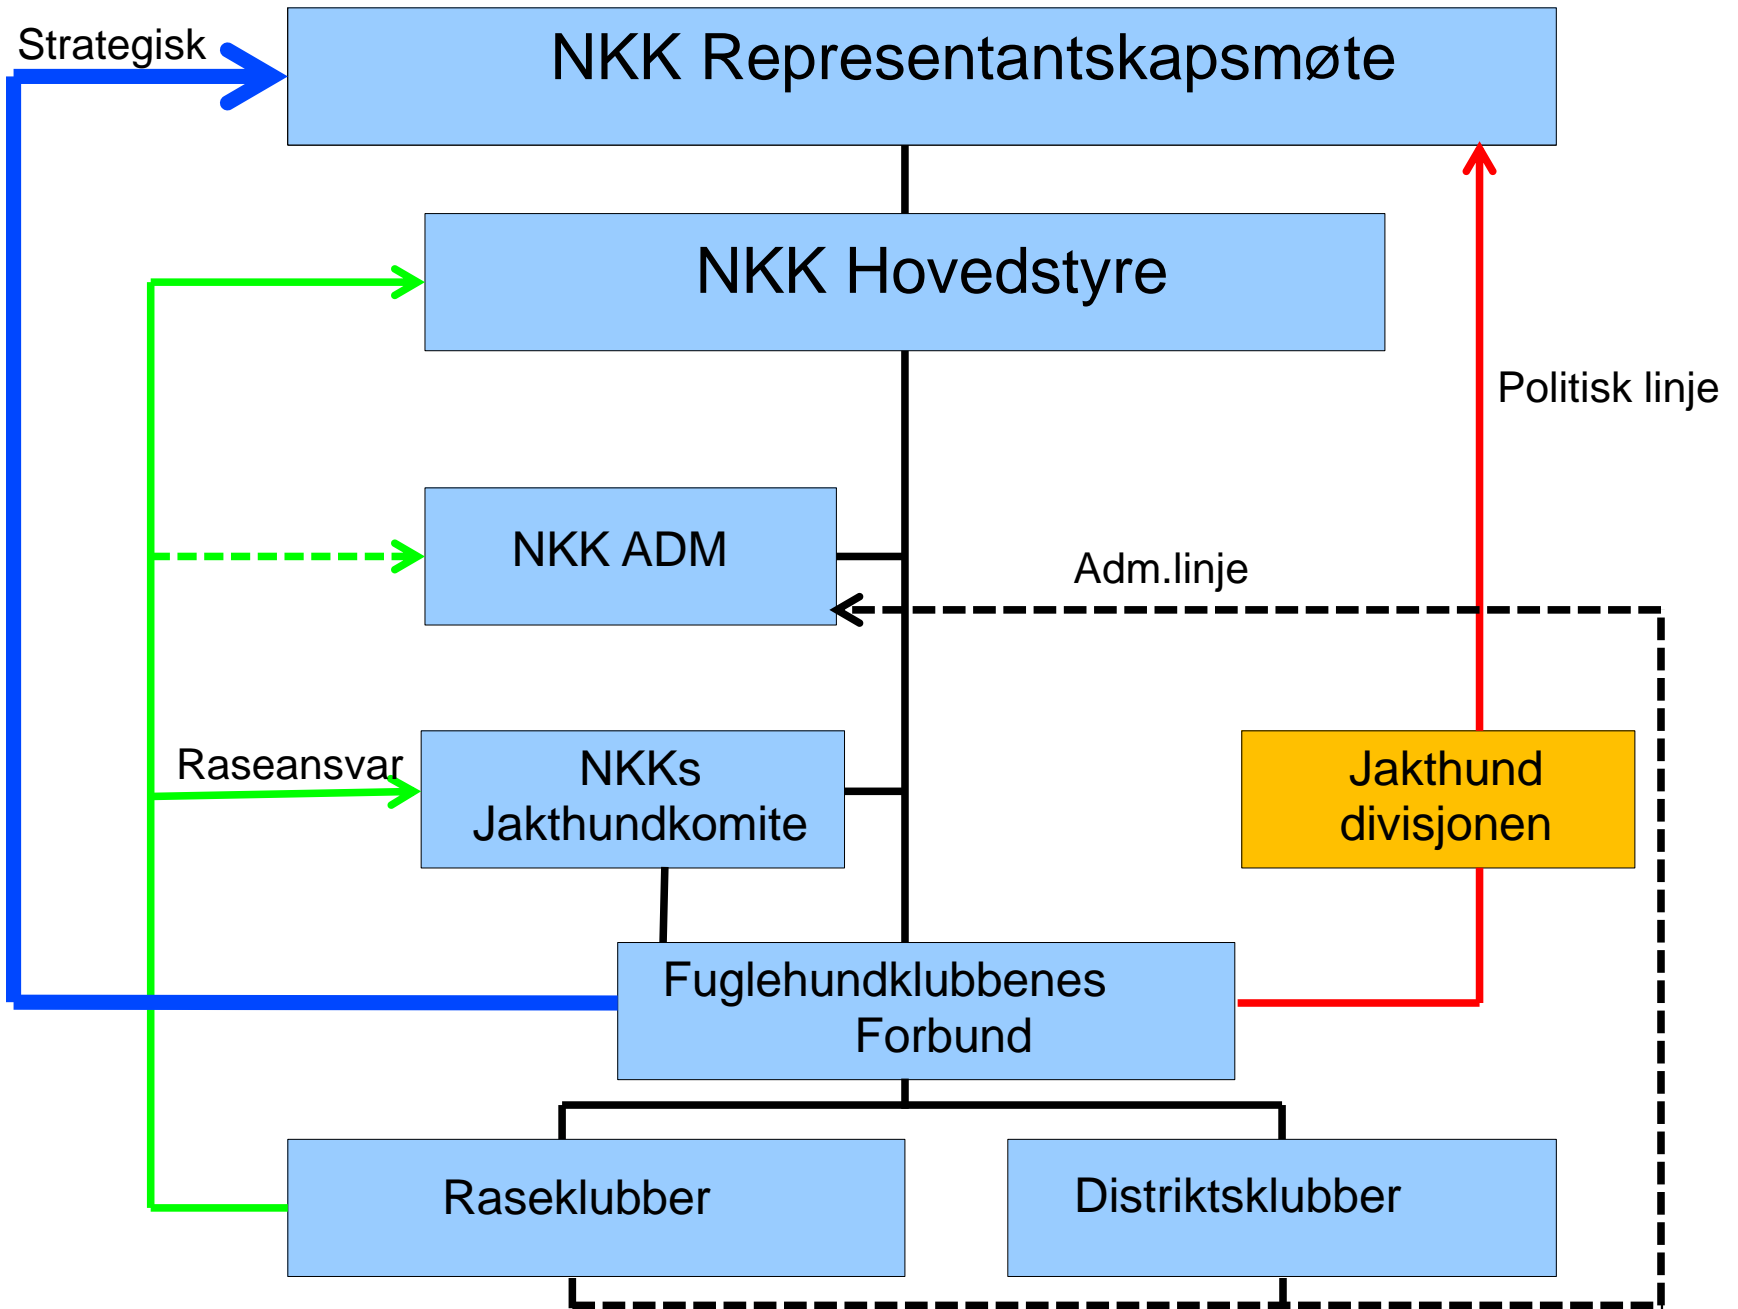 Strategisk
NKK Representantskapsmøte
NKK Hovedstyre
Politisk linje
NKK ADM
Adm.linje
Raseansvar
NKKs
Jakthundkomite
Jakthund
divisjonen
Fuglehundklubbenes
Forbund
Raseklubber
Distriktsklubber